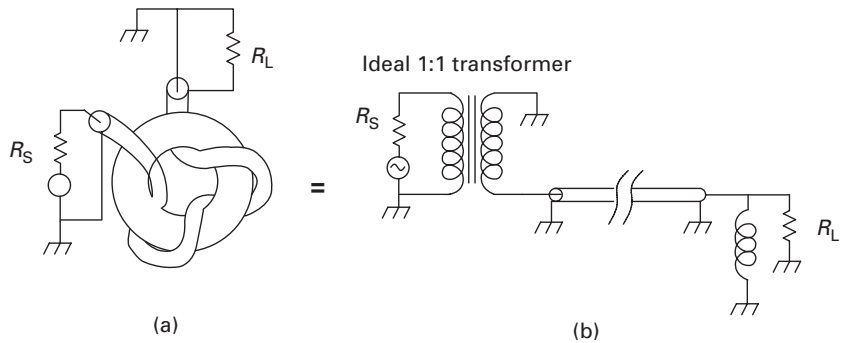 R_L
Ideal 1:1 transformer
R_S
R_S
=
R_L
(a)
(b)